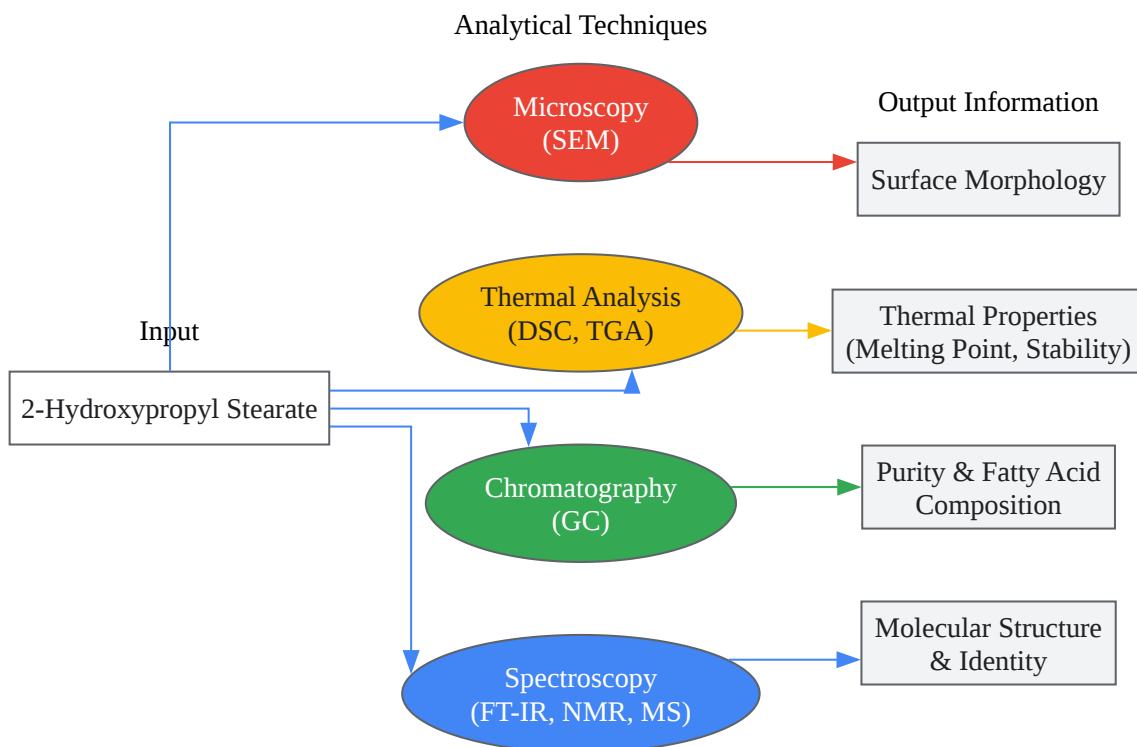 Analytical Techniques
Microscopy
(SEM)
Output Information
Surface Morphology
Thermal Analysis
(DSC, TGA)
Thermal Properties
(Melting Point, Stability)
Input
2-Hydroxypropyl Stearate
Chromatography
(GC)
Purity & Fatty Acid
Composition
Spectroscopy
(FT-IR, NMR, MS)
Molecular Structure
& Identity